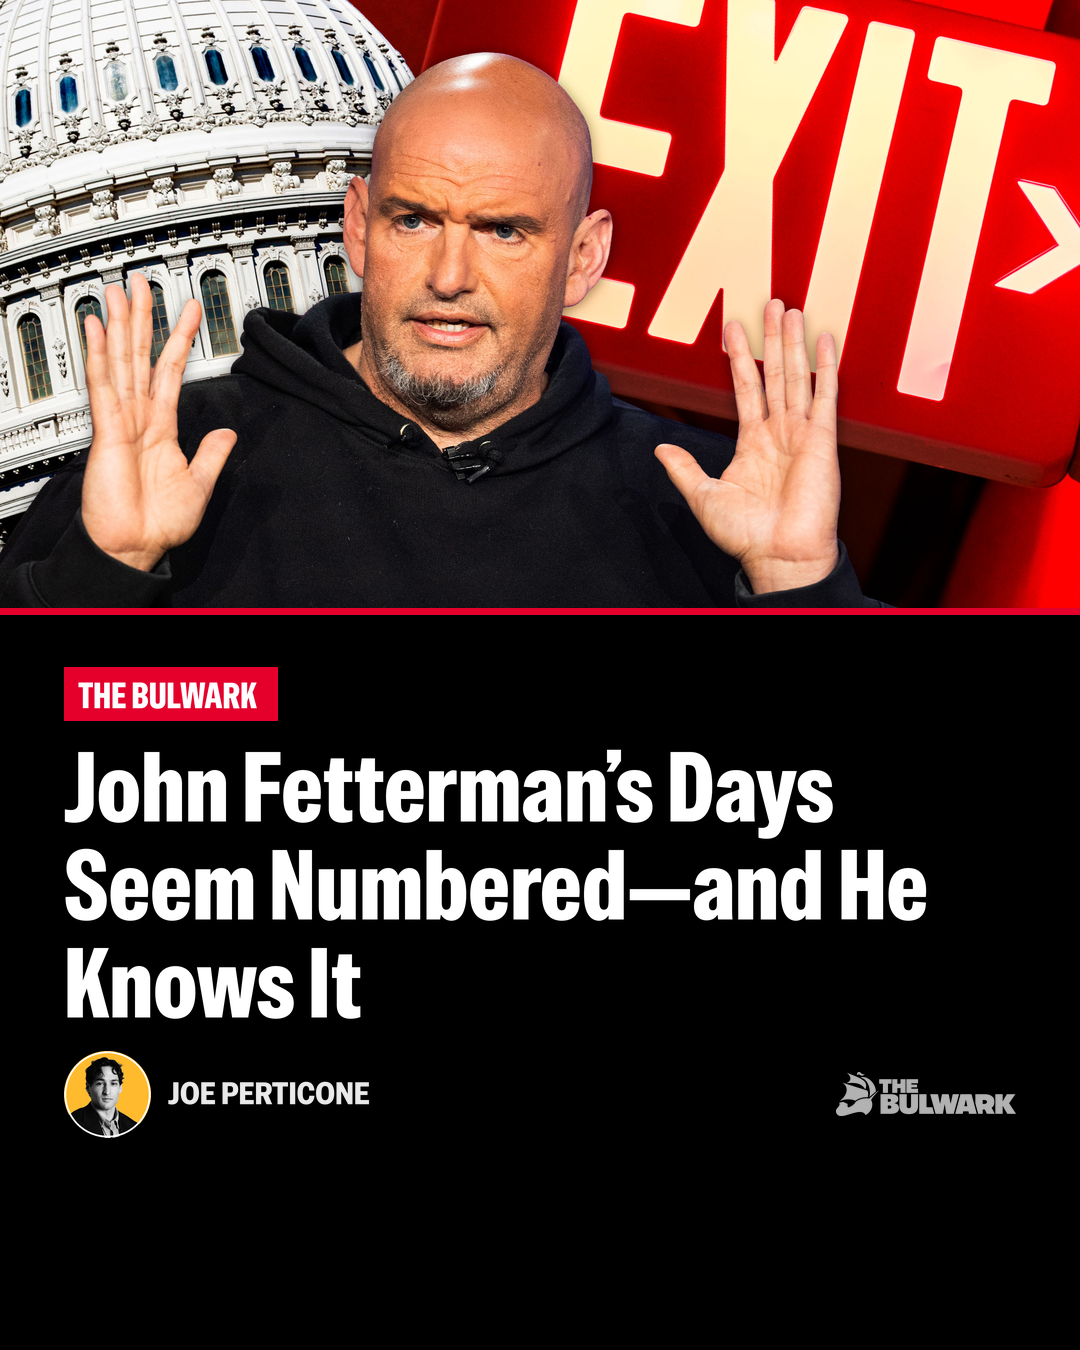 EXIT
THE BULWARK
John Fetterman’s Days
Seem Numbered—and He
Knows It
JOE PERTICONE
THE
BULWARK